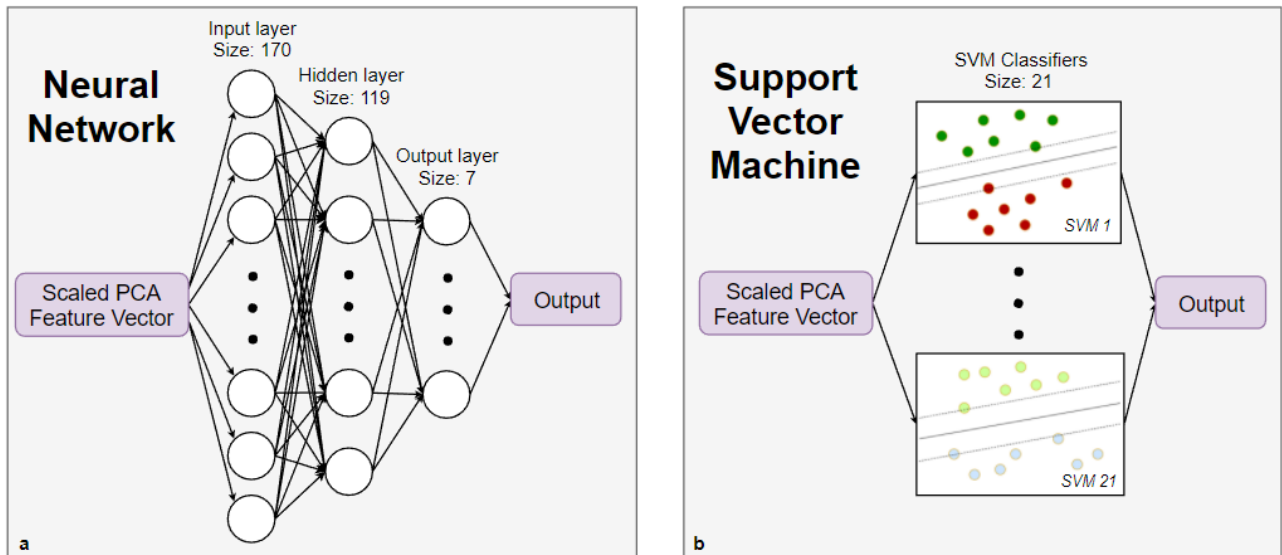 Neural
Network
Input layer
Size: 170
Hidden layer
Size: 119
Output layer
Size: 7
Scaled PCA
Feature Vector
Output
a
Support
Vector
Machine
SVM Classifiers
Size: 21
SVM 1
Scaled PCA
Feature Vector
Output
SVM 21
b